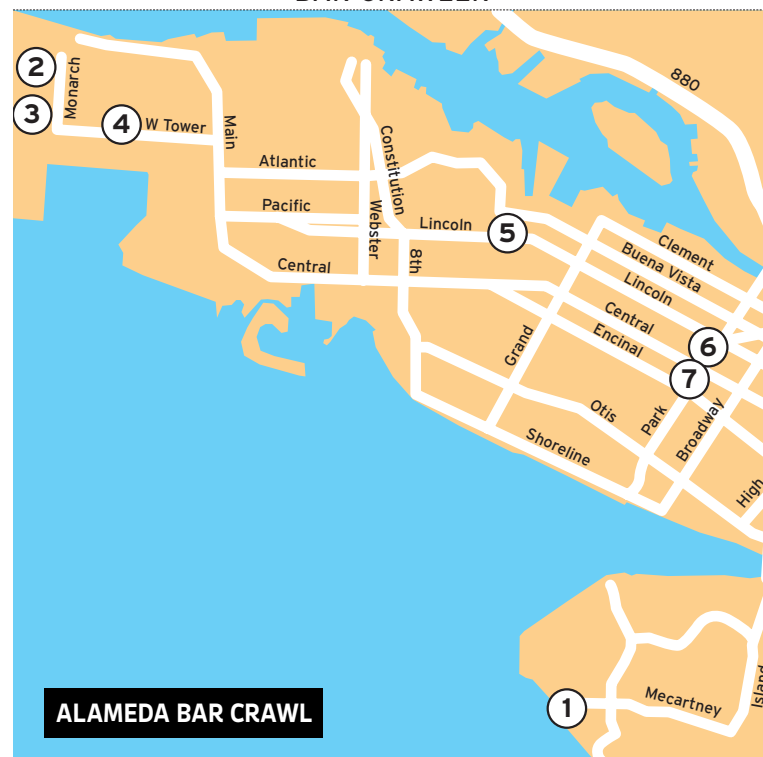 880
2
Monarch
3
4
W Tower
Main
Constitution
Atlantic
Pacific
Webster
Lincoln
5
8th
Central
Clement
Buena Vista
Lincoln
Central
Encinal
6
7
Grand
Otis
Park
Broadway
Shoreline
High
1
Mecartney
Island
ALAMEDA BAR CRAWL